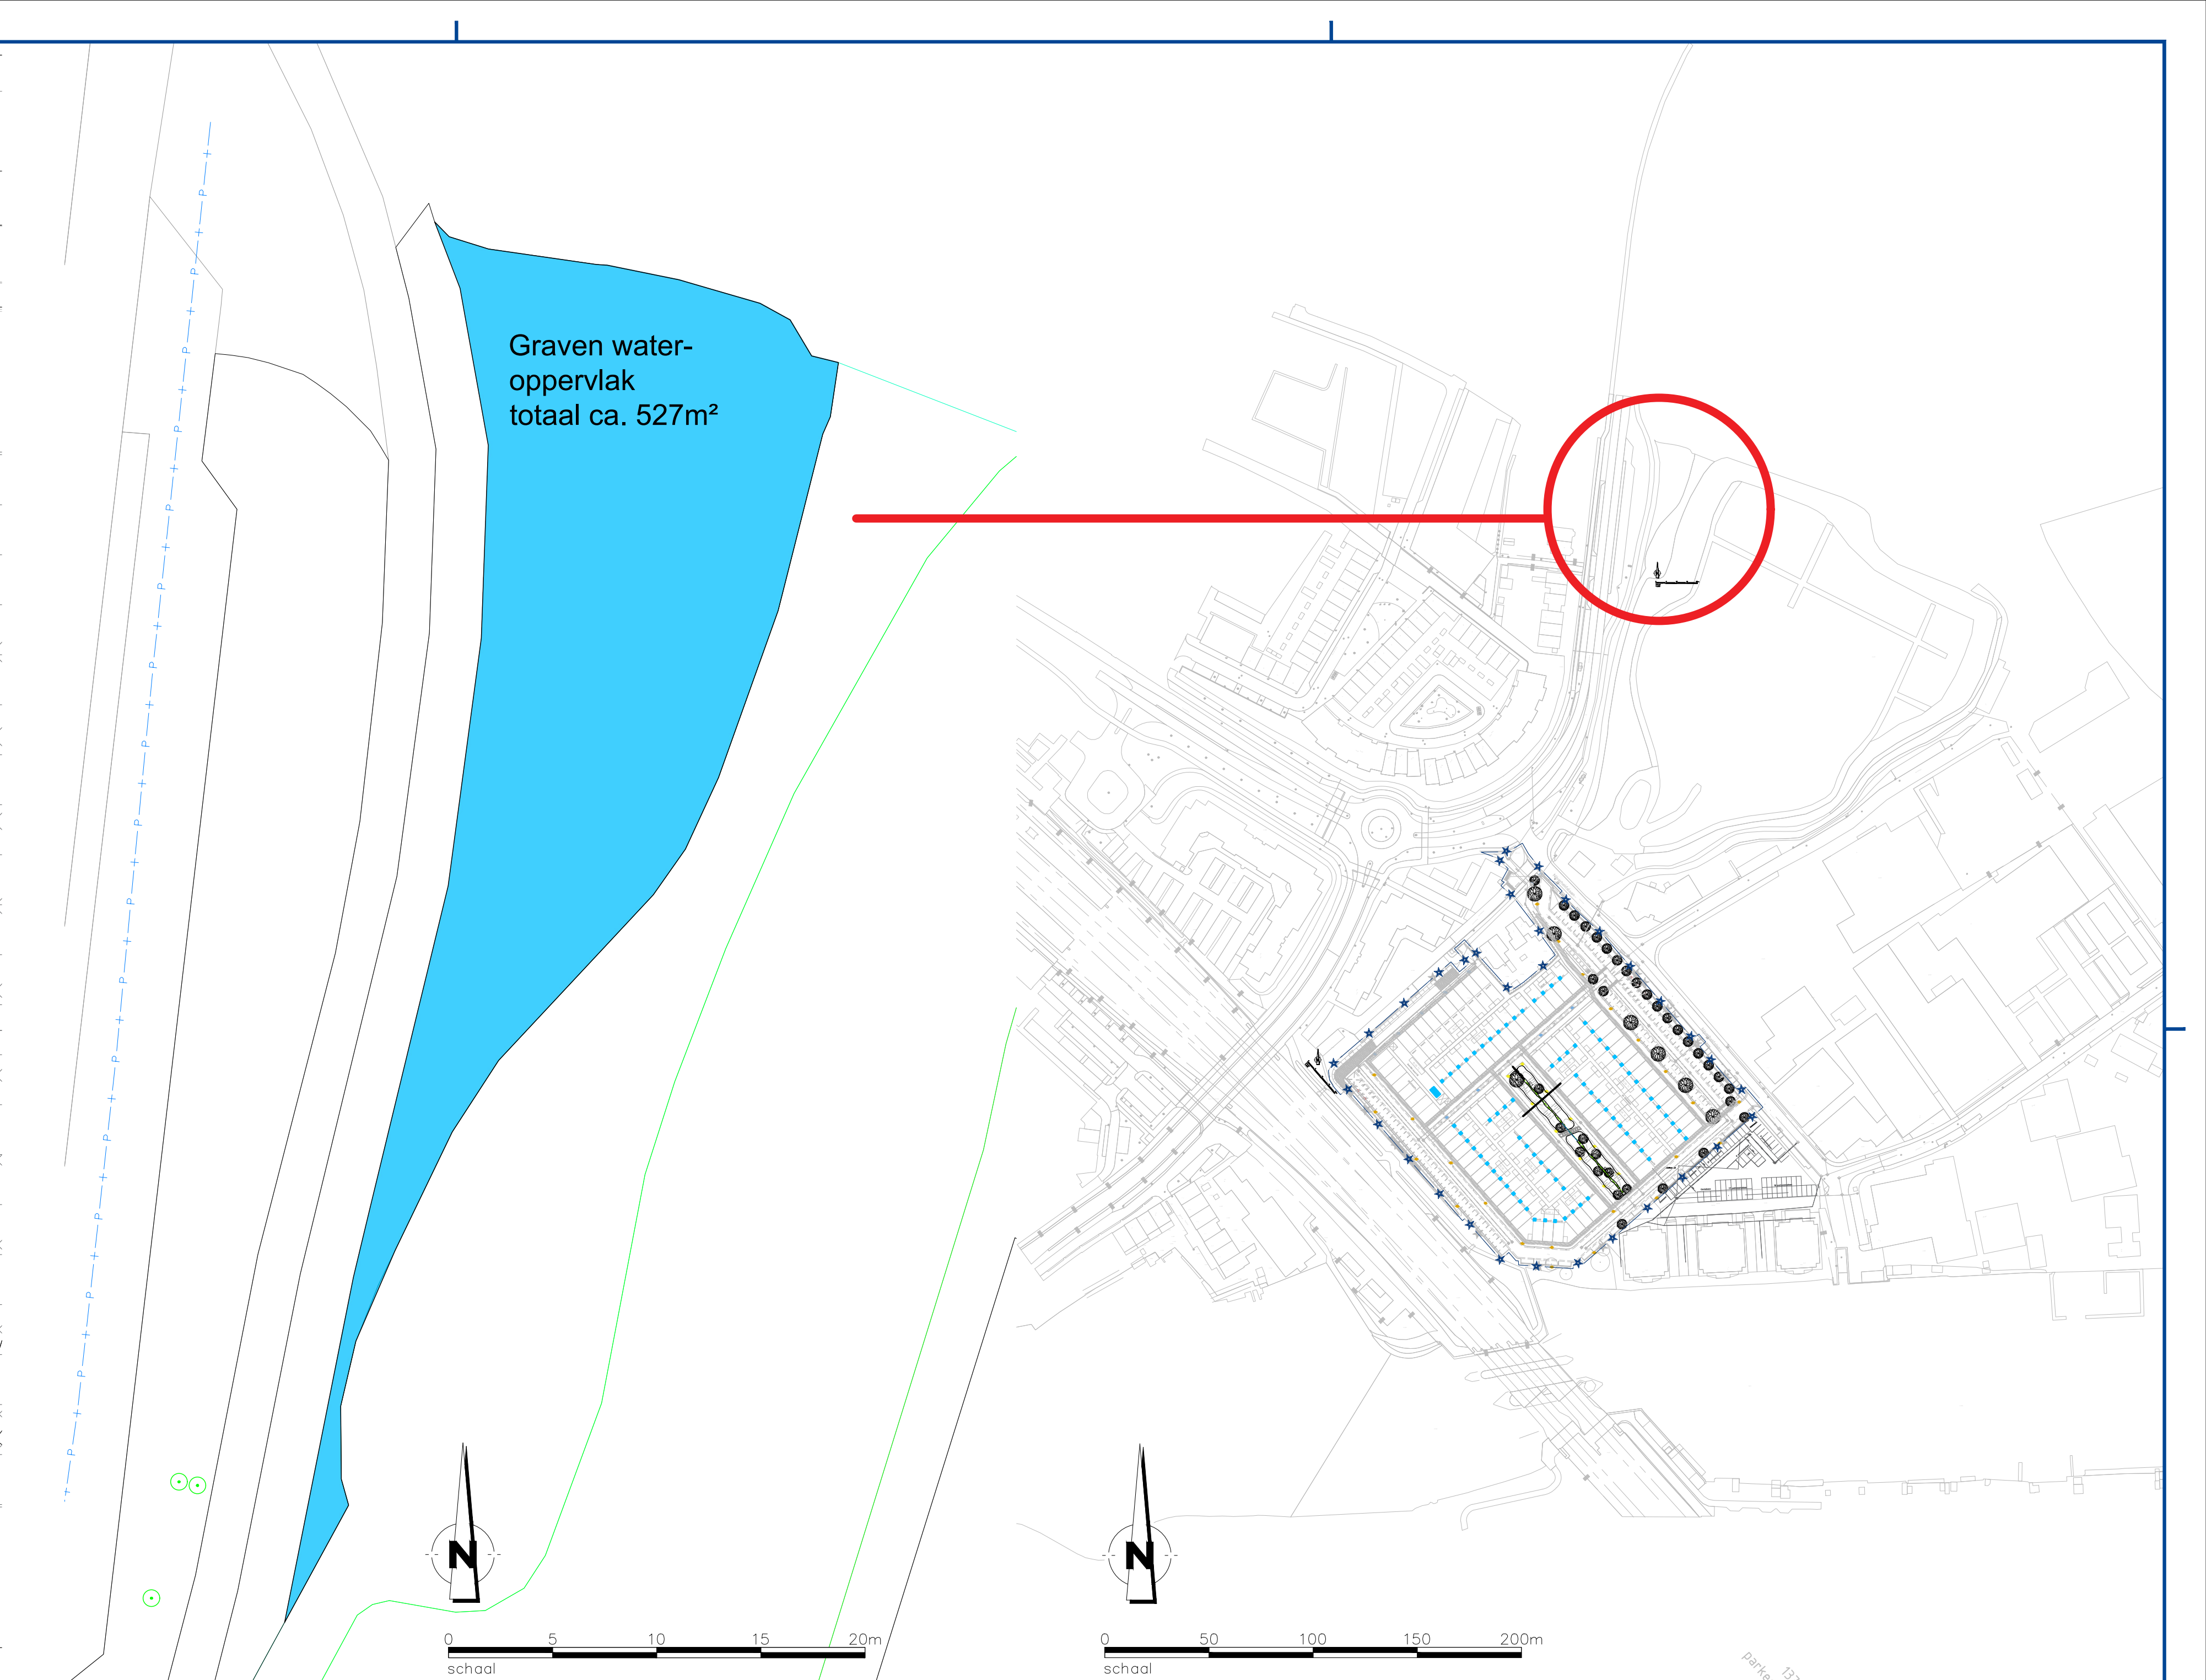 Graven water-
oppervlak
totaal ca. 527m²
N
N
0 5 10 15 20m
schaal
0 50 100 150 200m
schaal